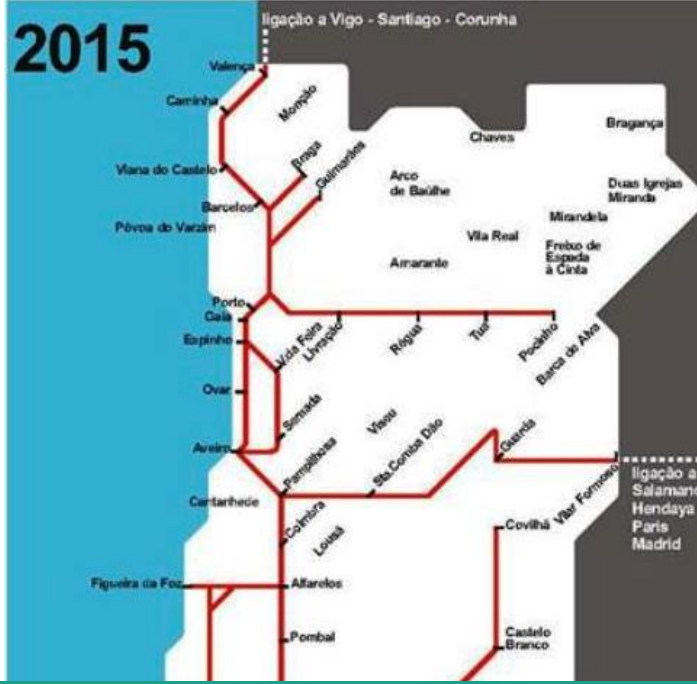 2015
ligação a Vigo - Santiago - Corunha
Valença
Caminha
Monção
Viana do Castelo
Braga
Guimarães
Barcelos
Póvoa do Varzim
Chaves
Bragança
Arco
de Baúlhe
Duas Igrejas
Miranda
Mirandela
Vila Real
Freixo de
Espada
à Cinta
Amarante
Porto
Gaia
Espinho
V.da Feira
Livração
Régua
Tua
Pocinho
Barca de Alva
Ovar
Sernada
Viseu
Aveiro
Pampilhosa
Sta.Comba Dão
Guarda
Vilar Formoso
ligação a
Salamanc
Hendaya
Paris
Madrid
Cantanhede
Coimbra
Lousã
Covilhã
Figueira da Foz
Alfarelos
Pombal
Castelo
Branco